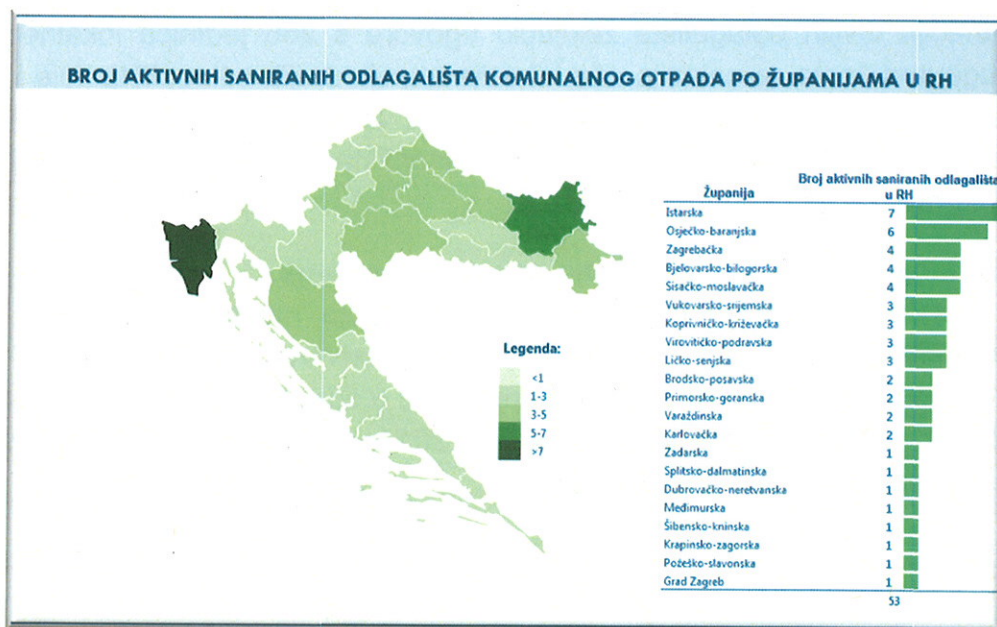 BROJ AKTIVNIH SANIRANIH ODLAGALIŠTA KOMUNALNOG OTPADA PO ŽUPANIJAMA U RH
Županija Broj aktivnih saniranih odlagališta u RH
Istarska 7
Osječko-baranjska 6
Zagrebačka 4
Bjelovarsko-bilogorska 4
Sisačko-moslavačka 4
Vukovarsko-srijemska 3
Koprivničko-križevačka 3
Virovitičko-podravska 3
Ličko-senjska 3
Brodsko-posavska 2
Primorsko-goranska 2
Varaždinska 2
Karlovačka 2
Zadarska 1
Splitsko-dalmatinska 1
Dubrovačko-neretvanska 1
Međimurska 1
Šibensko-kninska 1
Krapinsko-zagorska 1
Požeško-slavonska 1
Grad Zagreb 1
53
Legenda:
<1
1-3
3-5
5-7
>7